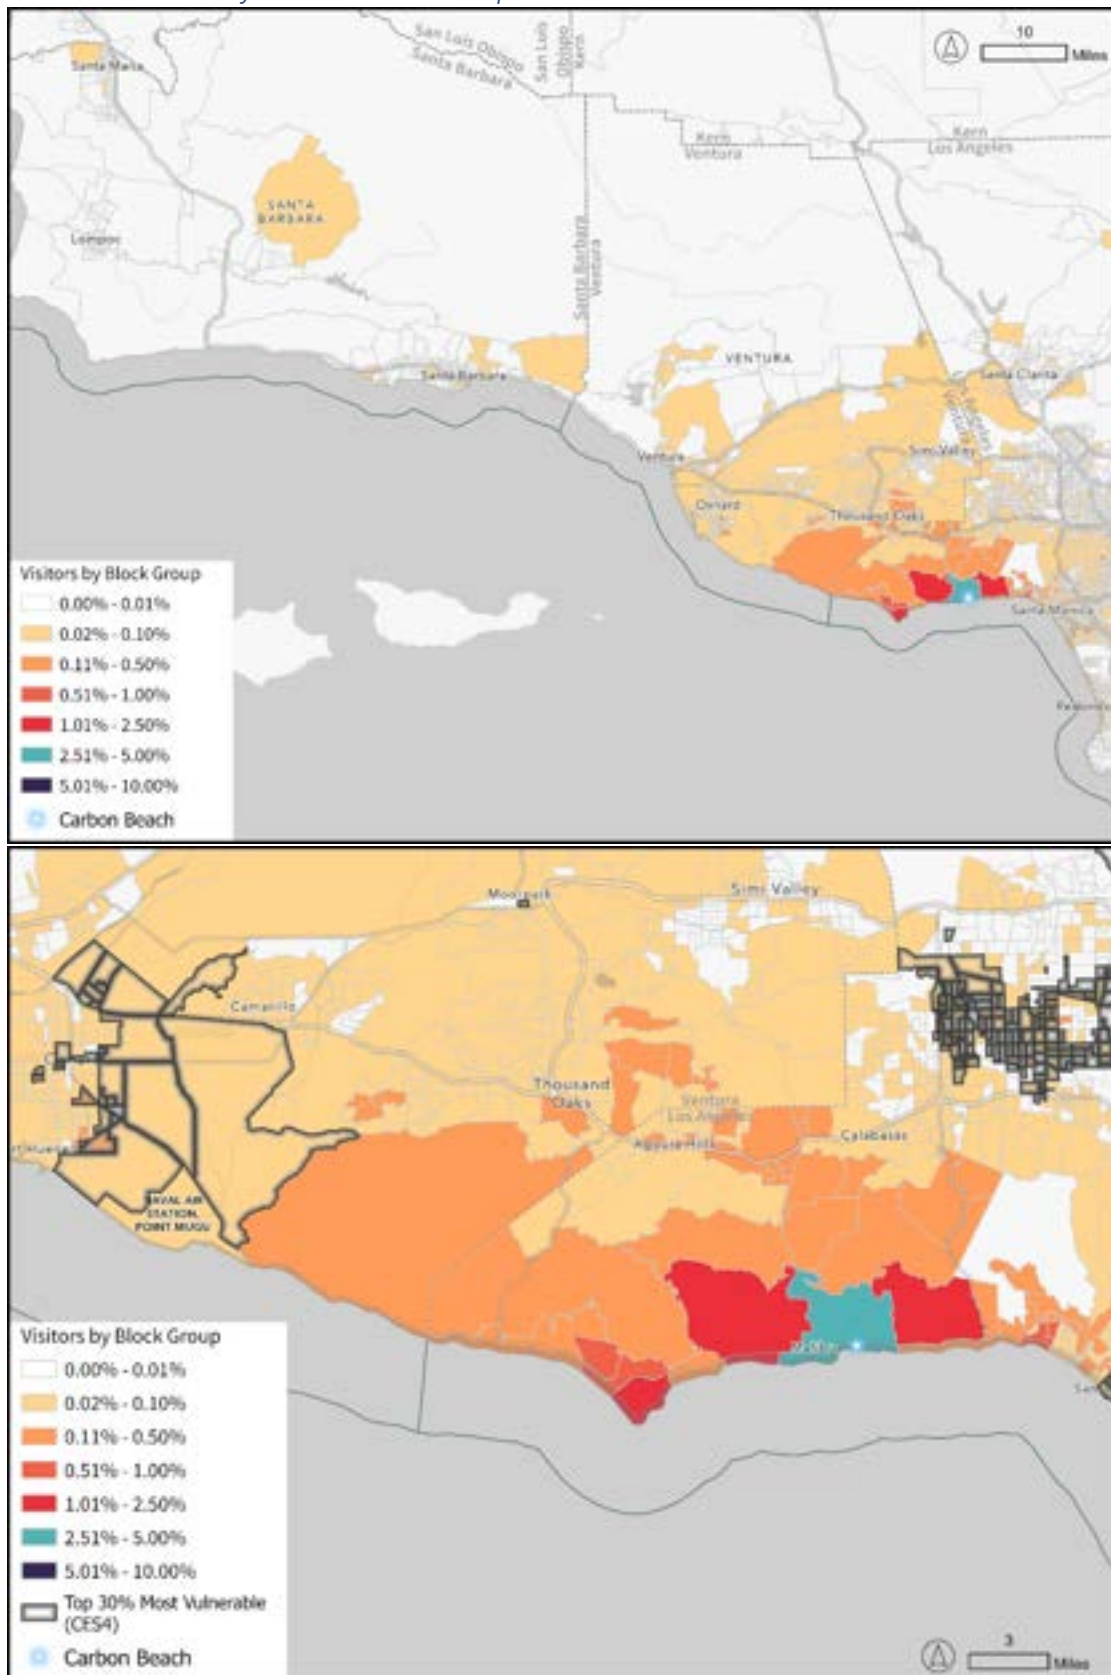 10
Miles
Santa Maria
San Luis Obispo
Santa Barbara
San Luis
Obispo
Kern
Kern
Ventura
Kern
Los Angeles
SANTA
BARBARA
Lompoc
Santa Barbara
Ventura
Santa Barbara
VENTURA
Santa Clarita
Ventura
Simi Valley
Oxnard
Thousand Oaks
Santa Monica
Visitors by Block Group
0.00% - 0.01%
0.02% - 0.10%
0.11% - 0.50%
0.51% - 1.00%
1.01% - 2.50%
2.51% - 5.00%
5.01% - 10.00%
Carbon Beach
Moorpark
Simi Valley
Camarillo
Thousand
Oaks
Ventura
Los Angeles
Agoura Hills
Calabasas
NAVAL AIR
STATION,
POINT MUGU
Malibu
Visitors by Block Group
0.00% - 0.01%
0.02% - 0.10%
0.11% - 0.50%
0.51% - 1.00%
1.01% - 2.50%
2.51% - 5.00%
5.01% - 10.00%
Top 30% Most Vulnerable
(CES4)
Carbon Beach
3
Miles